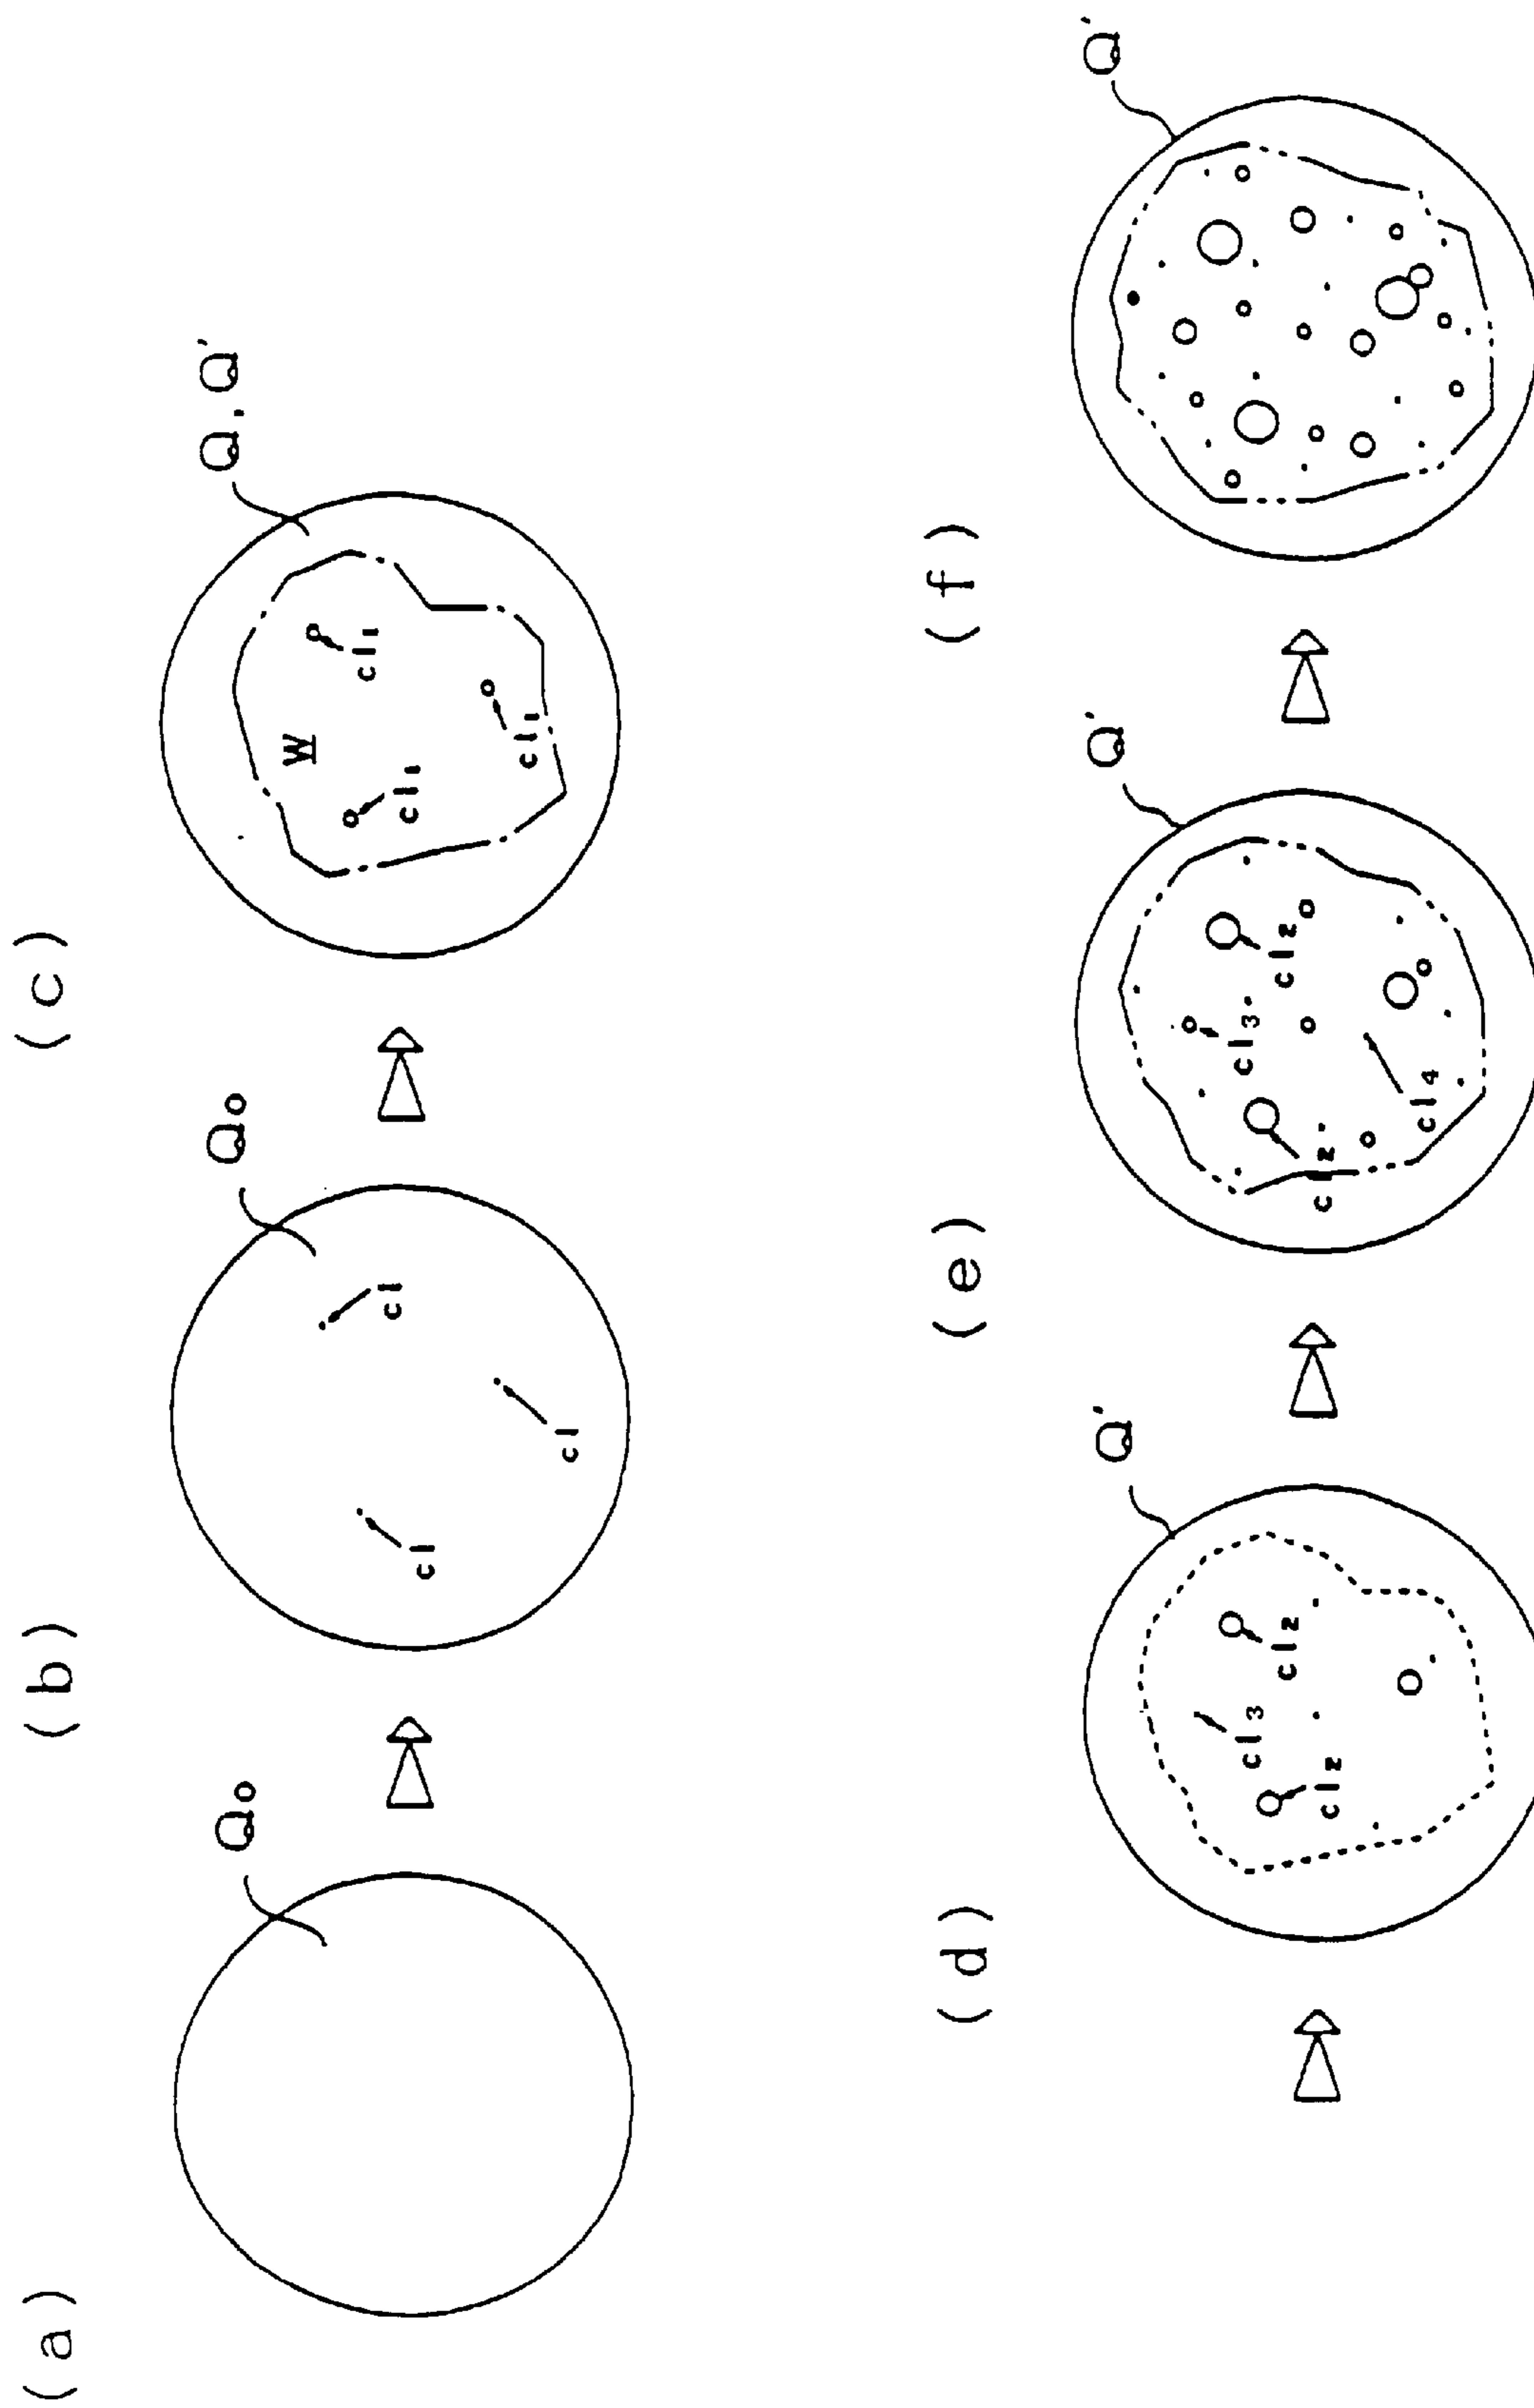 (a)
Q0
(b)
Q0
cl
cl
cl
(c)
Q, Q'
W
cl1
cl1
cl1
(d)
Q'
cl2
cl3
cl2
(e)
Q'
cl2'
cl3'
cl2
cl4
(f)
Q'